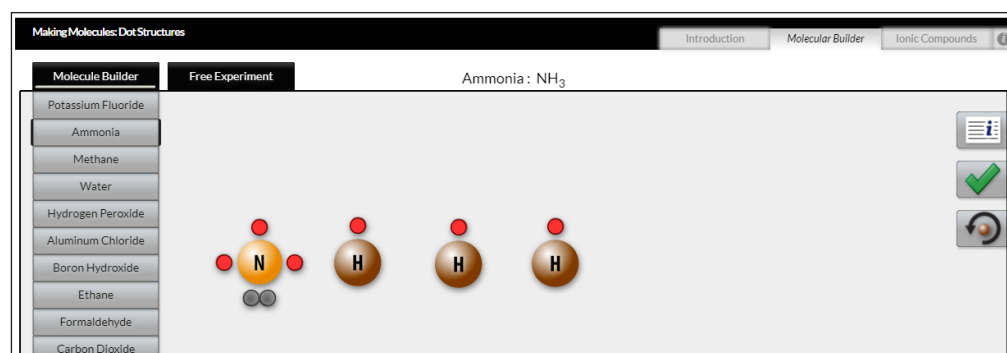 Making Molecules: Dot Structures
Introduction
Molecular Builder
Ionic Compounds
i
Molecule Builder
Free Experiment
Ammonia : NH₃
Potassium Fluoride
Ammonia
Methane
Water
Hydrogen Peroxide
Aluminum Chloride
Boron Hydroxide
Ethane
Formaldehyde
Carbon Dioxide
i
N H H H